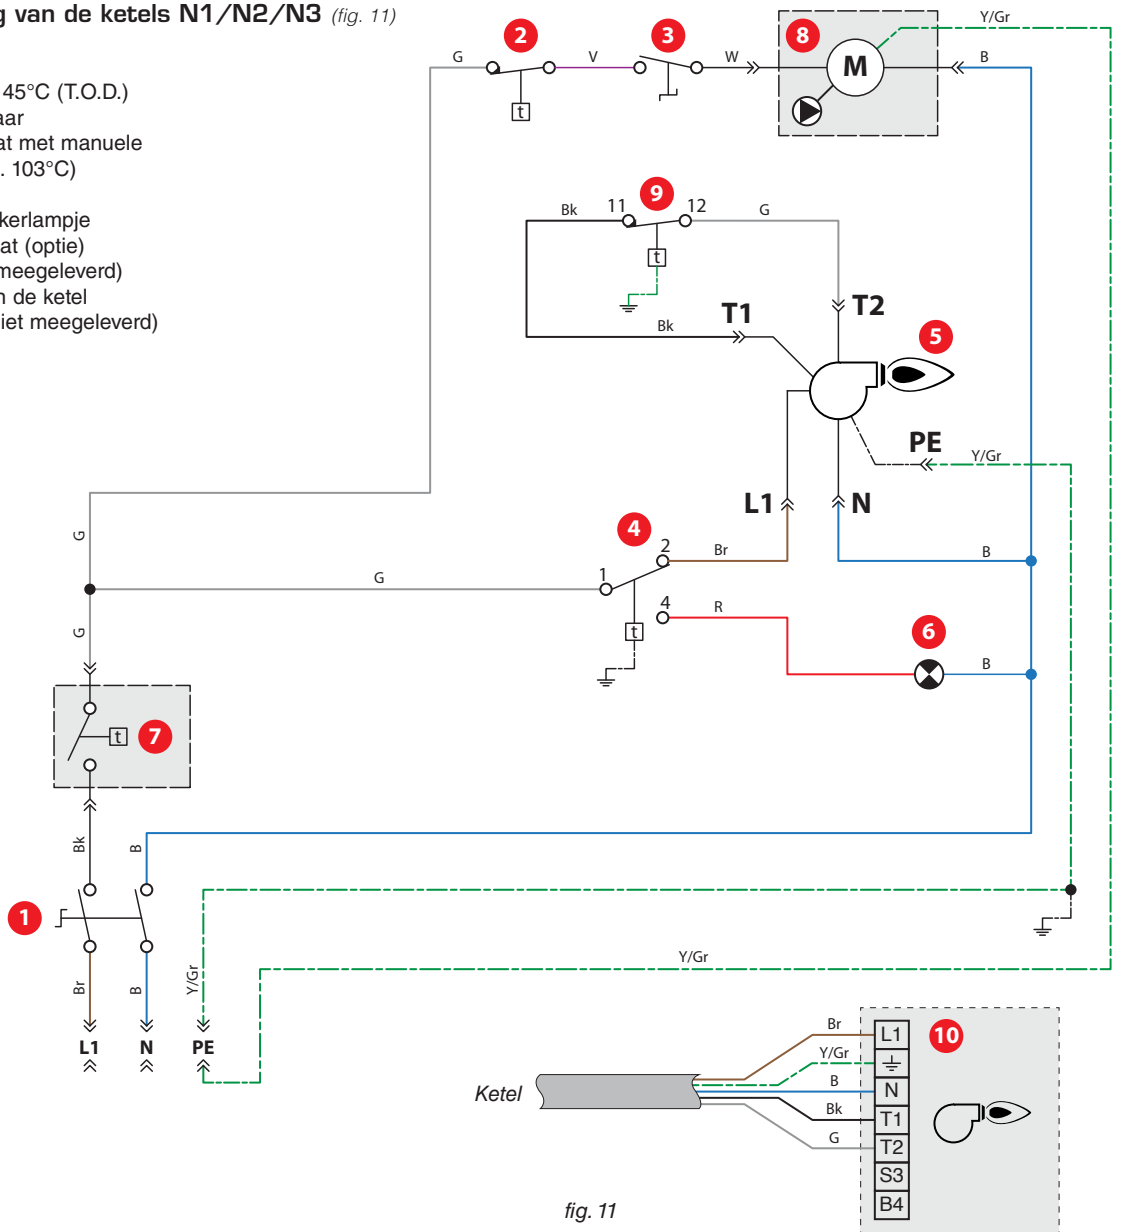 g van de ketels N1/N2/N3 (fig. 11)
45°C (T.O.D.)
aar
at met manuele
. 103°C)
kerlampje
at (optie)
meegeleverd)
n de ketel
iet meegeleverd)
G
2
V
3
W
8
M
Y/Gr
B
t
9
Bk
11
12
G
t
T1
T2
Bk
5
PE
Y/Gr
L1
N
4
2
Br
B
G
1
G
4
R
G
t
6
B
t
7
Bk
B
1
Y/Gr
Br
B
Y/Gr
L1
N
PE
Ketel
Br
Y/Gr
B
Bk
G
L1
N
T1
T2
S3
B4
10
fig. 11